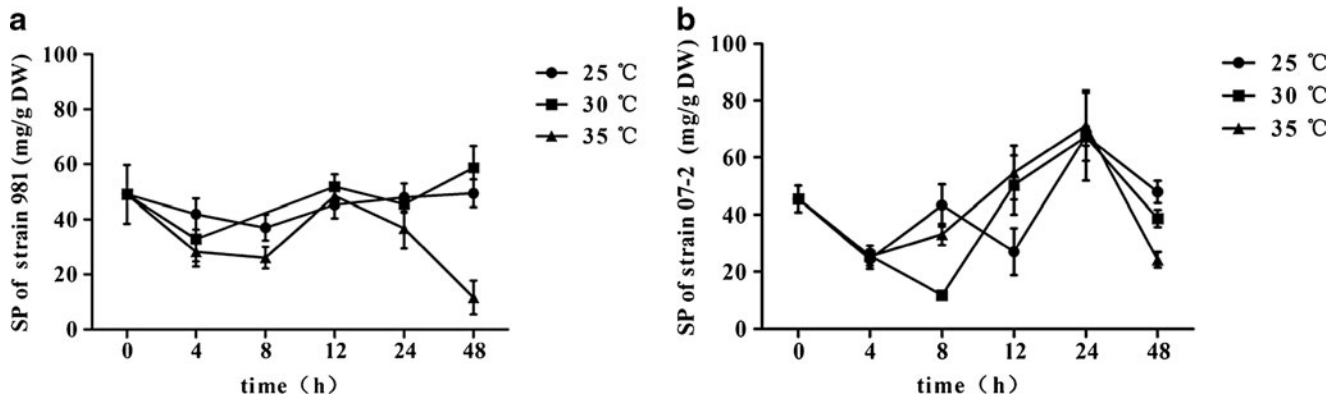 a
SP of strain 981 (mg/g DW)
100
80
60
40
20
0
0 4 8 12 24 48
time（h）
25 ℃
30 ℃
35 ℃
b
SP of strain 07-2 (mg/g DW)
100
80
60
40
20
0
0 4 8 12 24 48
time（h）
25 ℃
30 ℃
35 ℃